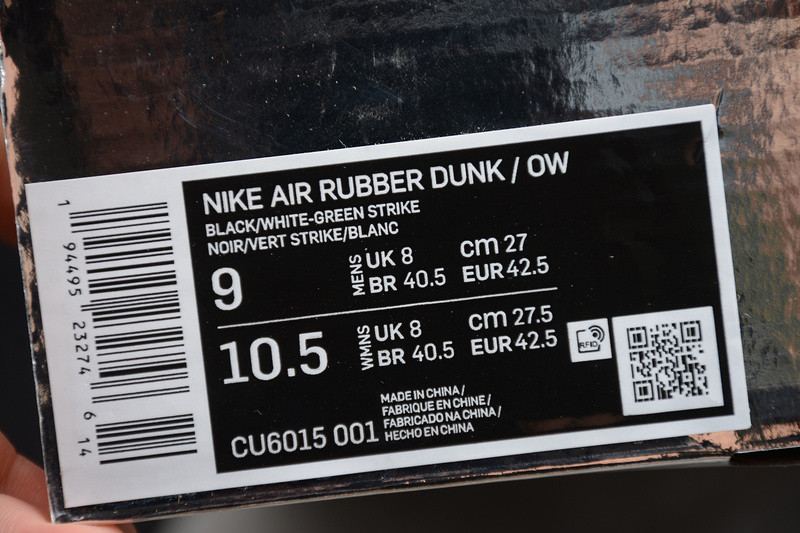 NIKE AIR RUBBER DUNK / OW
BLACK/WHITE-GREEN STRIKE
NOIR/VERT STRIKE/BLANC
9
MENS
UK 8
BR 40.5
cm 27
EUR 42.5
10.5
WMNS
UK 8
BR 40.5
cm 27.5
EUR 42.5
RFID
CU6015 001
MADE IN CHINA /
FABRIQUE EN CHINE /
FABRICADO NA CHINA /
HECHO EN CHINA
1 94495 23274 6 14